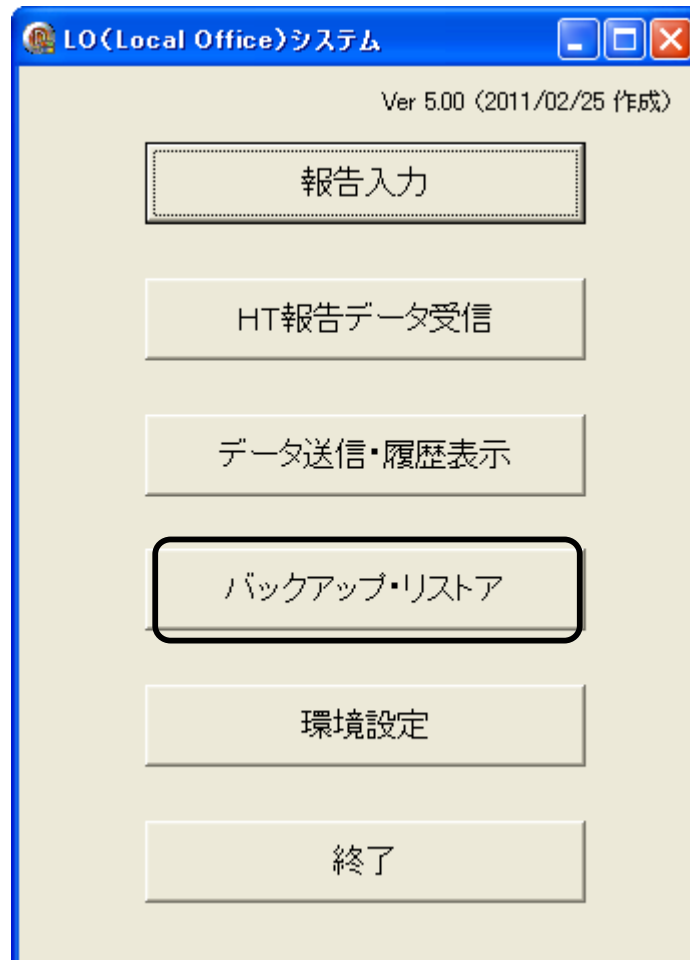 LO(Local Office)システム
Ver 5.00 (2011/02/25 作成)
報告入力
HT報告データ受信
データ送信・履歴表示
バックアップ・リストア
環境設定
終了